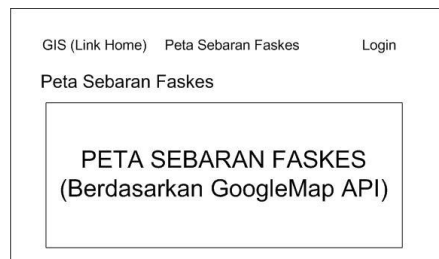 GIS (Link Home) Peta Sebaran Faskes Login
Peta Sebaran Faskes
PETA SEBARAN FASKES
(Berdasarkan GoogleMap API)